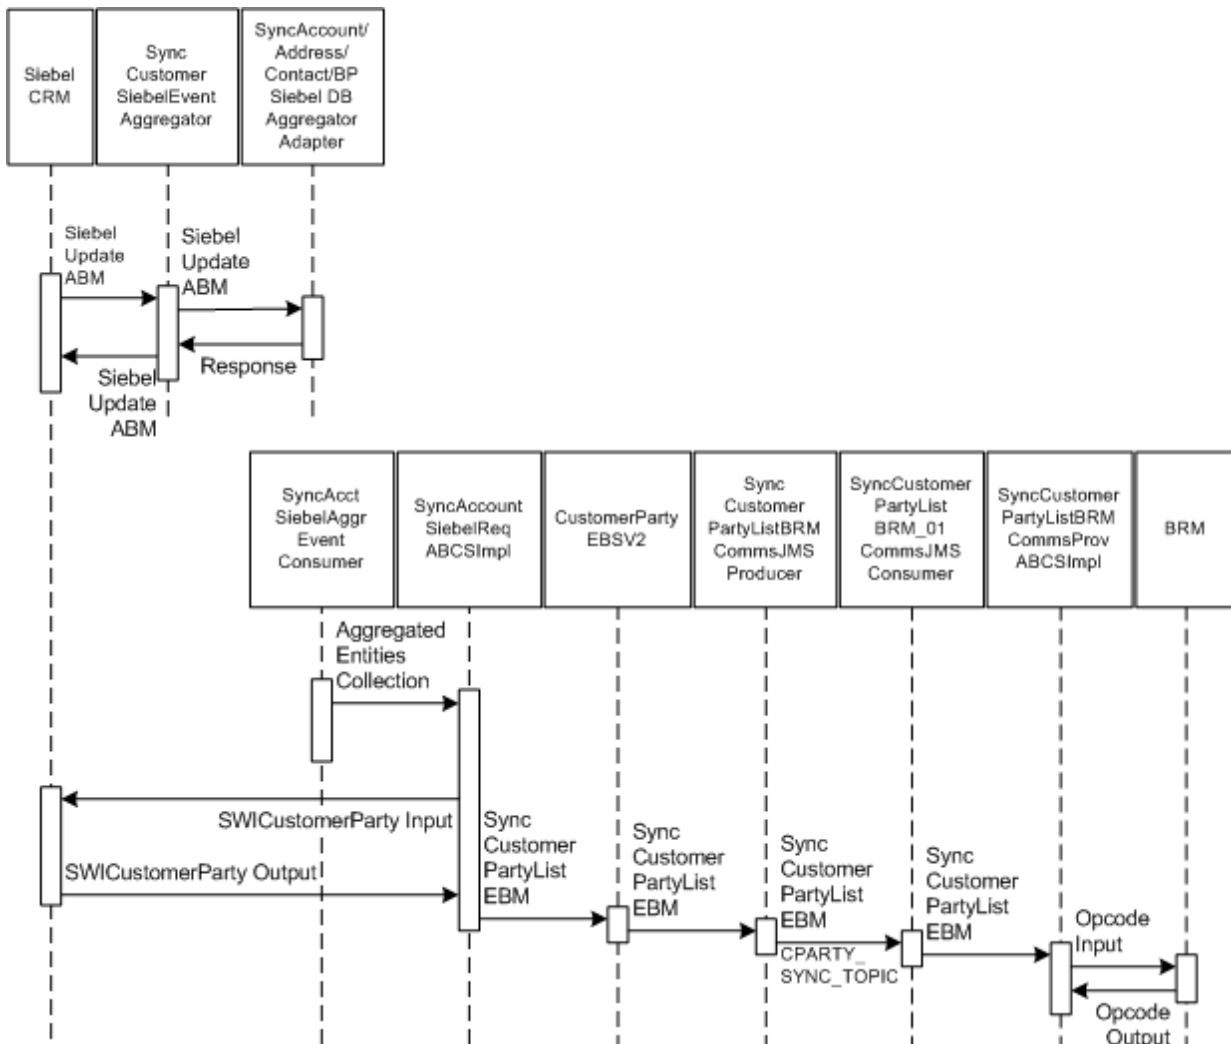 Siebel
CRM
Sync
Customer
SiebelEvent
Aggregator
SyncAccount/
Address/
Contact/BP
Siebel DB
Aggregator
Adapter
Siebel
Update
ABM
Siebel
Update
ABM
Response
Siebel
Update
ABM
SyncAcct
SiebelAggr
Event
Consumer
SyncAccount
SiebelReq
ABCSImpl
CustomerParty
EBSV2
Sync
Customer
PartyListBRM
CommsJMS
Producer
SyncCustomer
PartyList
BRM_01
CommsJMS
Consumer
SyncCustomer
PartyListBRM
CommsProv
ABCSImpl
BRM
Aggregated
Entities
Collection
SWICustomerParty Input
SWICustomerParty Output
Sync
Customer
PartyList
EBM
Sync
Customer
PartyList
EBM
Sync
Customer
PartyList
EBM
CPARTY_
SYNC_TOPIC
Sync
Customer
PartyList
EBM
Opcode
Input
Opcode
Output